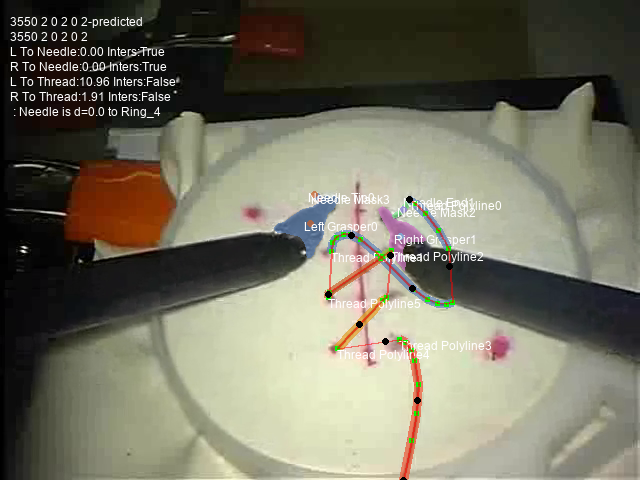 3550 2 0 2 0 2-predicted
3550 2 0 2 0 2
L To Needle:0.00 Inters:True
R To Needle:0.00 Inters:True
L To Thread:10.96 Inters:False
R To Thread:1.91 Inters:False
: Needle is d=0.0 to Ring_4
Needle Tip0
Needle Mask3
Needle End1
Thread Polyline0
Needle Mask2
Left Grasper0
Right Grasper1
Thread Polyline2
Thread Polyline5
Thread Polyline3
Thread Polyline4